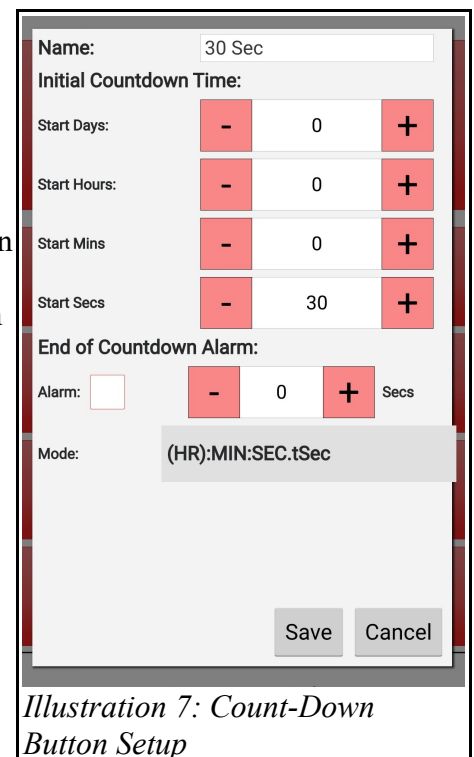 Name: 30 Sec
Initial Countdown Time:
Start Days: - 0 +
Start Hours: - 0 +
n
Start Mins - 0 +
Start Secs - 30 +
End of Countdown Alarm:
Alarm: - 0 + Secs
Mode: (HR):MIN:SEC.tSec
Save Cancel
Illustration 7: Count-Down
Button Setup